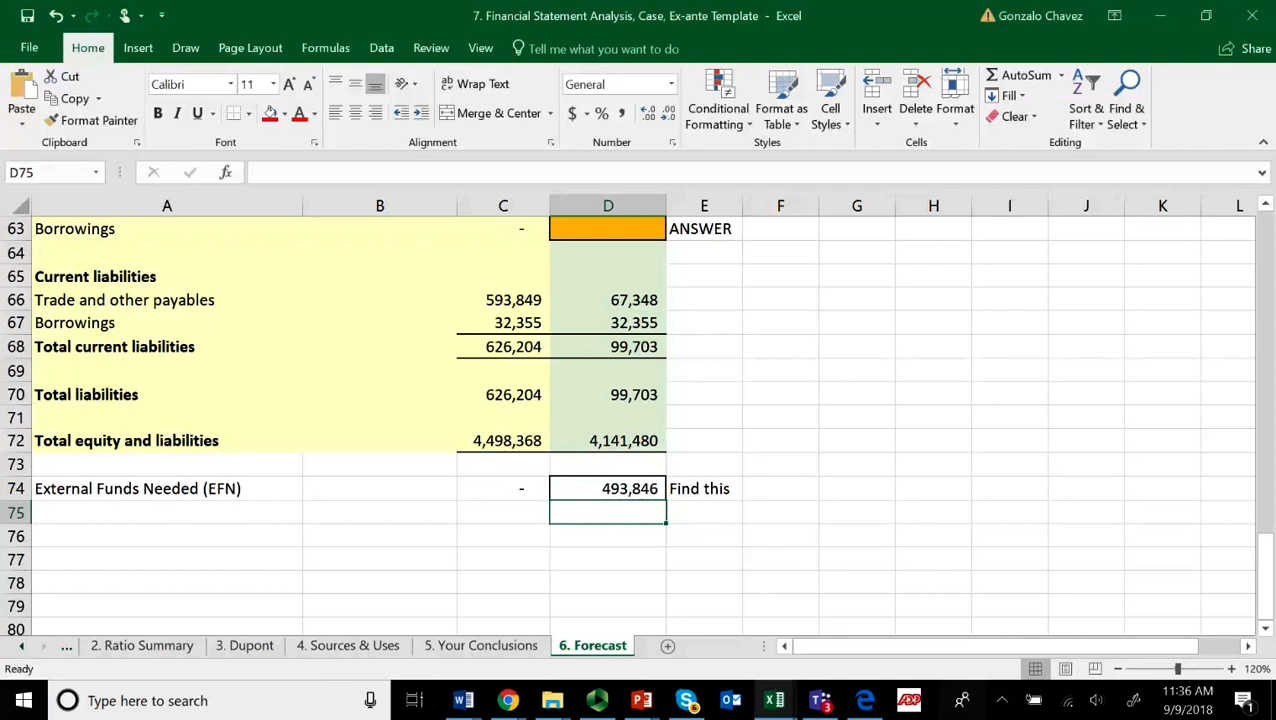 7. Financial Statement Analysis, Case, Ex-ante Template - Excel
Gonzalo Chavez
File Home Insert Draw Page Layout Formulas Data Review View Tell me what you want to do Share
Paste
Cut
Copy
Format Painter
Clipboard
Calibri 11
B I U
Font
Wrap Text
Merge & Center
Alignment
General
$ % ,
Number
Conditional Formatting
Format as Table
Cell Styles
Styles
Insert Delete Format
Cells
AutoSum
Fill
Clear
Sort & Filter
Find & Select
Editing
D75 fx
A B C D E F G H I J K L
63 Borrowings - ANSWER
64
65 Current liabilities
66 Trade and other payables 593,849 67,348
67 Borrowings 32,355 32,355
68 Total current liabilities 626,204 99,703
69
70 Total liabilities 626,204 99,703
71
72 Total equity and liabilities 4,498,368 4,141,480
73
74 External Funds Needed (EFN) - 493,846 Find this
75
76
77
78
79
80
... 2. Ratio Summary 3. Dupont 4. Sources & Uses 5. Your Conclusions 6. Forecast
Ready 120%
Type here to search 11:36 AM
9/9/2018